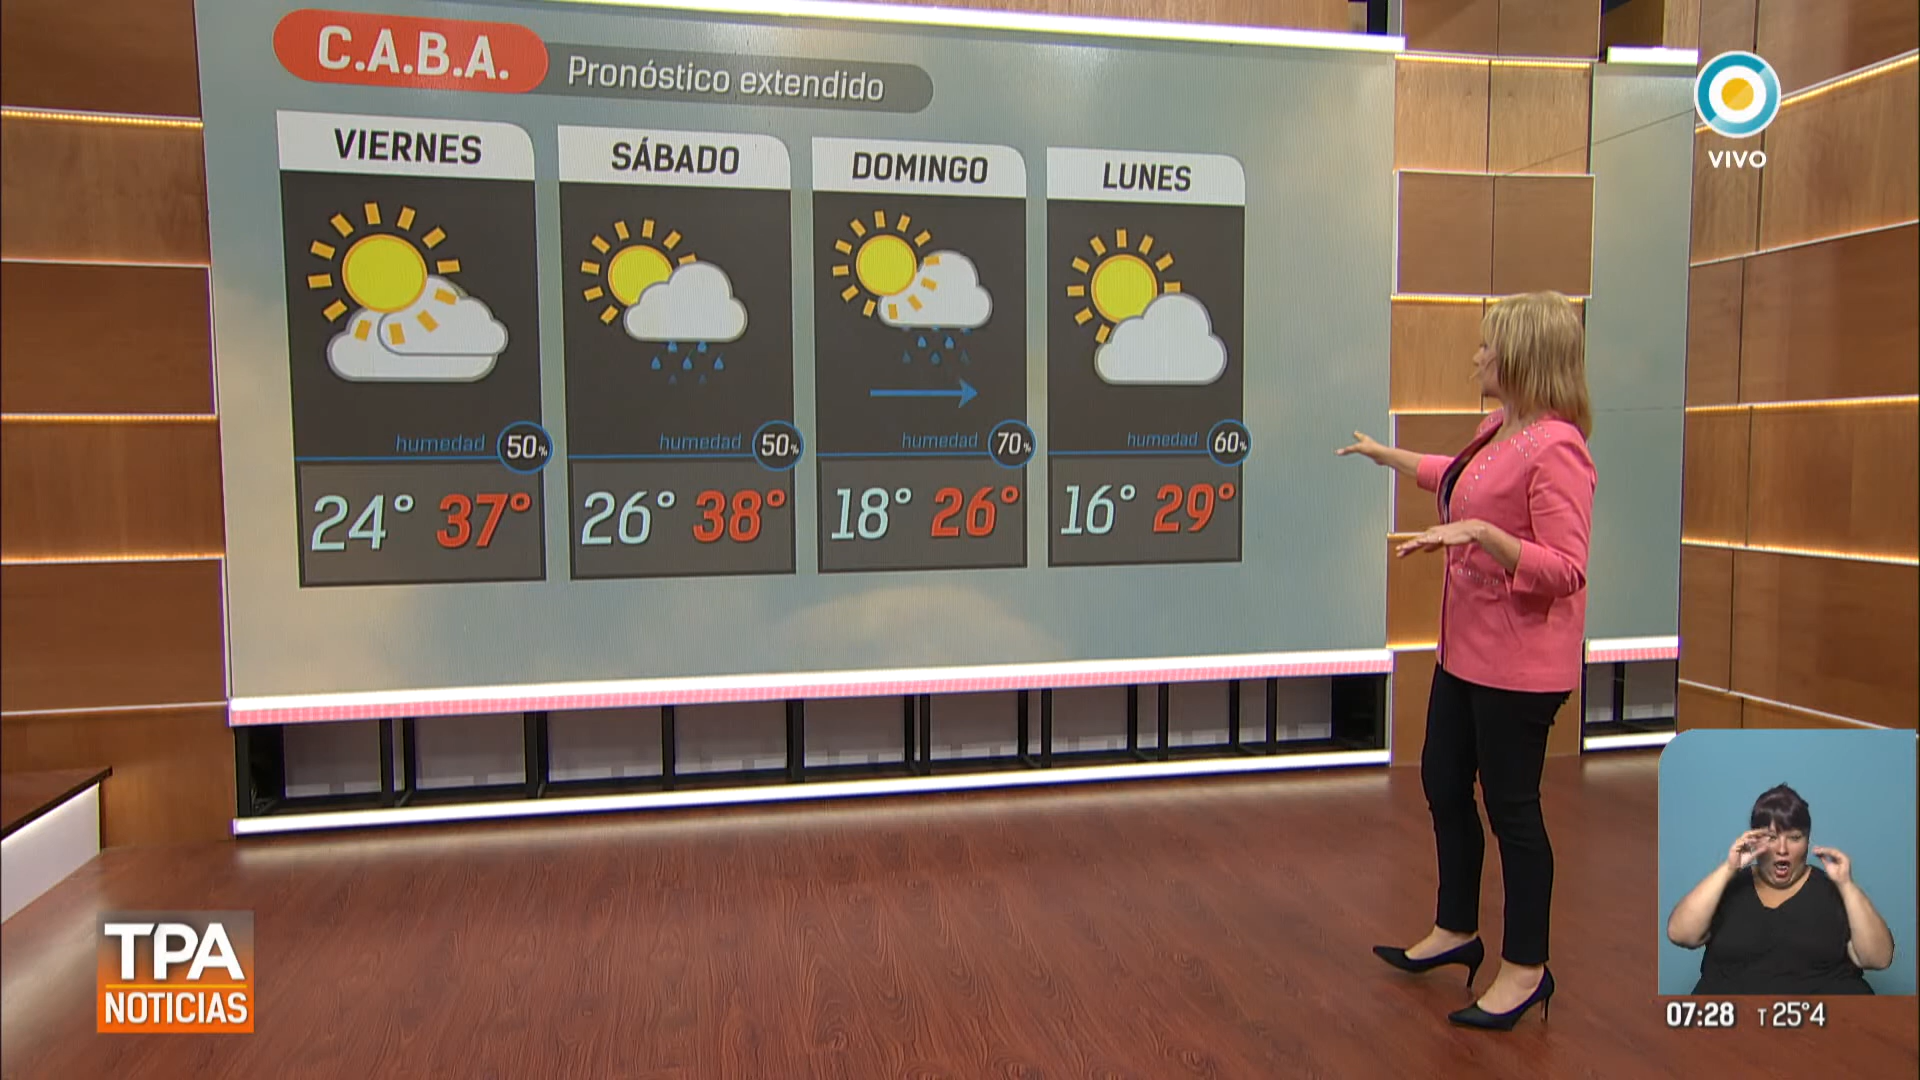 C.A.B.A.
Pronóstico extendido
VIVO
VIERNES
SÁBADO
DOMINGO
LUNES
humedad 50%
humedad 50%
humedad 70%
humedad 60%
24° 37°
26° 38°
18° 26°
16° 29°
TPA
NOTICIAS
07:28 T 25°4